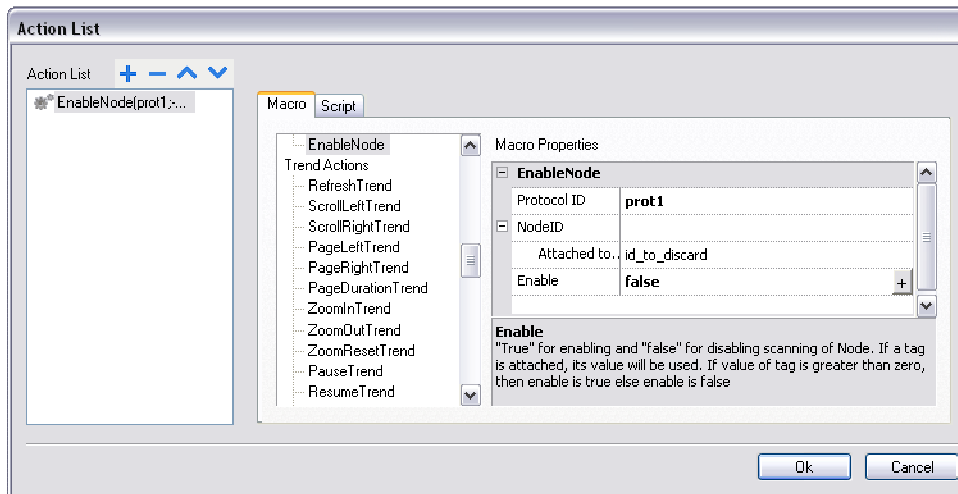 Action List
Action List
EnableNode(prot1;-...
Macro
Script
EnableNode
Trend Actions
RefreshTrend
ScrollLeftTrend
ScrollRightTrend
PageLeftTrend
PageRightTrend
PageDurationTrend
ZoomInTrend
ZoomOutTrend
ZoomResetTrend
PauseTrend
ResumeTrend
Macro Properties
EnableNode
Protocol ID prot1
NodeID
Attached to.. id_to_discard
Enable false +
Enable
"True" for enabling and "false" for disabling scanning of Node. If a tag
is attached, its value will be used. If value of tag is greater than zero,
then enable is true else enable is false
Ok Cancel